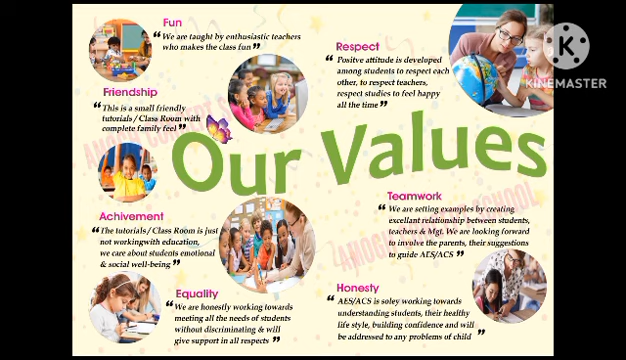 Fun
" We are taught by enthusiastic teachers
who makes the class fun "
Friendship
" This is a small friendly
tutorials / Class Room with
complete family feel "
Respect
" Positve attitude is developed
among students to respect each
other, to respect teachers,
respect studies to feel happy
all the time "
K
KINEMASTER
Our Values
Achivement
" The tutorials / Class Room is just
not workingwith education,
we care about students emotional
& social well-being "
Teamwork
" We are setting examples by creating
excallant relationship between students,
teachers & Mgt. We are looking forward
to involve the parents, their suggestions
to guide AES/ACS "
Equality
" We are honestly working towards
meeting all the needs of students
without discriminating & will
give support in all respects "
Honesty
" AES/ACS is soley working towards
understanding students, their healthy
life style, building confidence and will
be addressed to any problems of child "